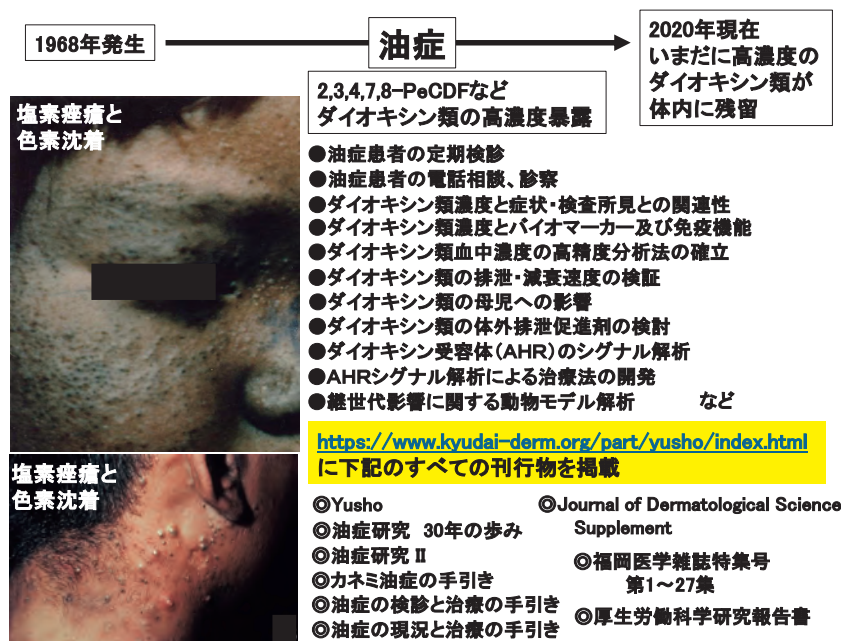 1968年発生
油症
2020年現在
いまだに高濃度の
ダイオキシン類が
体内に残留
2,3,4,7,8-PeCDFなど
ダイオキシン類の高濃度暴露
塩素痤瘡と
色素沈着
●油症患者の定期検診
●油症患者の電話相談、診察
●ダイオキシン類濃度と症状・検査所見との関連性
●ダイオキシン類濃度とバイオマーカー及び免疫機能
●ダイオキシン類血中濃度の高精度分析法の確立
●ダイオキシン類の排泄・減衰速度の検証
●ダイオキシン類の母児への影響
●ダイオキシン類の体外排泄促進剤の検討
●ダイオキシン受容体(AHR)のシグナル解析
●AHRシグナル解析による治療法の開発
●継世代影響に関する動物モデル解析 など
https://www.kyudai-derm.org/part/yusho/index.html
に下記のすべての刊行物を掲載
塩素痤瘡と
色素沈着
◎Yusho
◎油症研究 30年の歩み
◎油症研究 II
◎カネミ油症の手引き
◎油症の検診と治療の手引き
◎油症の現況と治療の手引き
◎Journal of Dermatological Science
Supplement
◎福岡医学雑誌特集号
第1~27集
◎厚生労働科学研究報告書